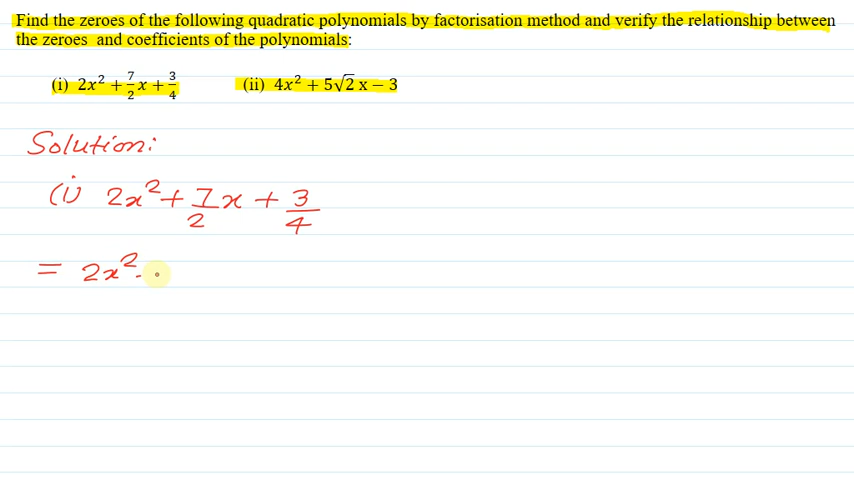 Find the zeroes of the following quadratic polynomials by factorisation method and verify the relationship between
the zeroes and coefficients of the polynomials:
(i) 2x² + 7/2 x + 3/4 (ii) 4x² + 5√2 x − 3
Solution:
(i) 2x² + 7/2 x + 3/4
= 2x²